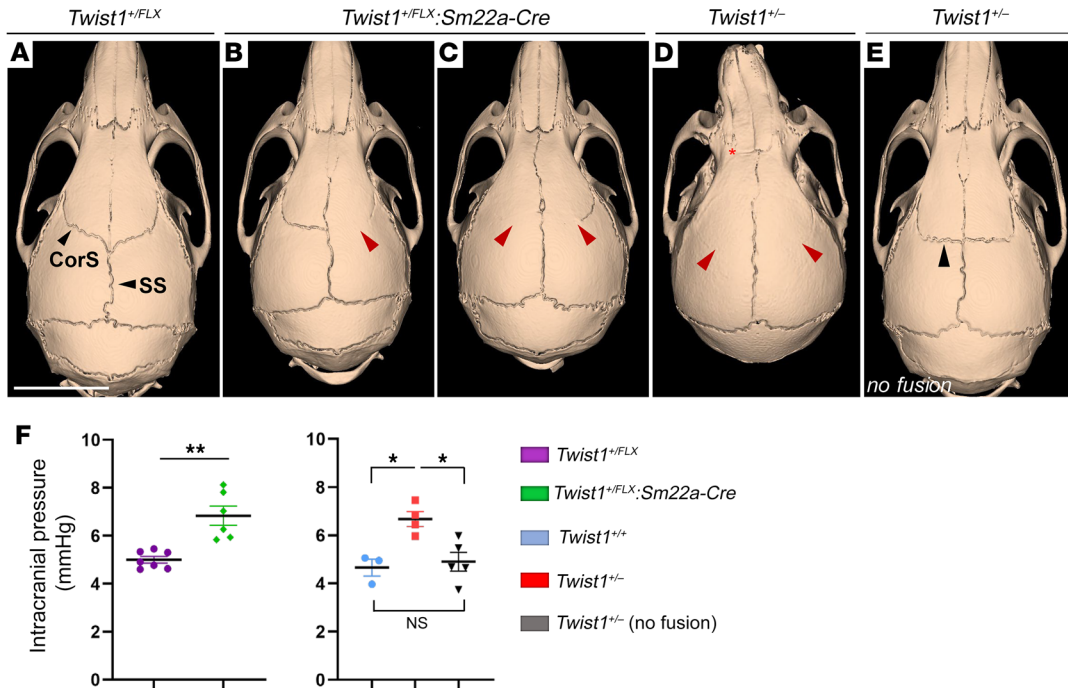 Twist1+/FLX
Twist1+/FLX:Sm22a-Cre
Twist1+/–
Twist1+/–
A
B
C
D
E
*
CorS
SS
no fusion
F
Intracranial pressure
(mmHg)
10
8
6
4
2
0
**
10
8
6
4
2
0
*
*
NS
Twist1+/FLX
Twist1+/FLX:Sm22a-Cre
Twist1+/+
Twist1+/–
Twist1+/– (no fusion)